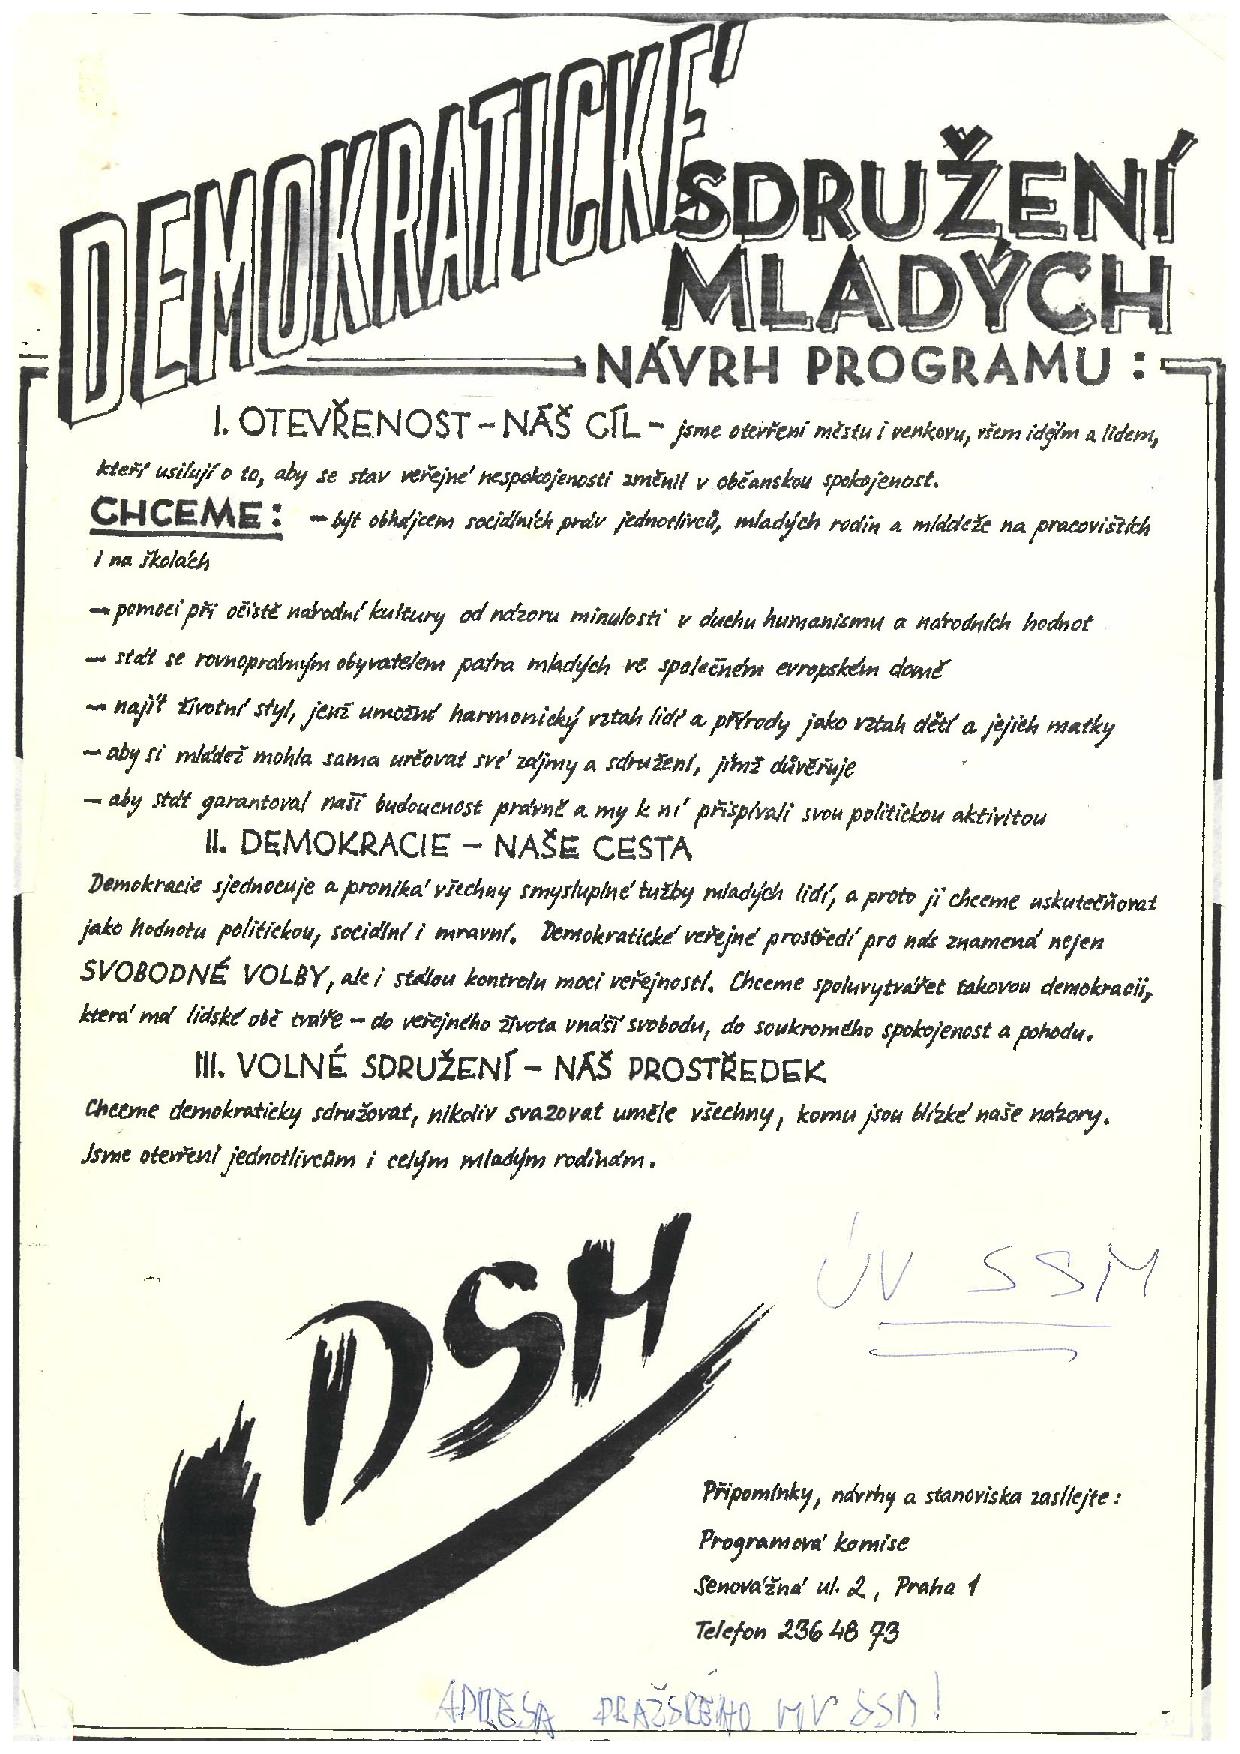 DEMOKRATICKÉ
SDRUŽENÍ
MLADÝCH
NÁVRH PROGRAMU:
I. OTEVŘENOST – NÁŠ CÍL – jsme otevření městu i venkovu, všem idejím a lidem,
kteří usilují o to, aby se stav veřejné nespokojenosti změnil v občanskou spokojenost.
CHCEME: – být obhájcem sociálních práv jednotlivců, mladých rodin a mládeže na pracovištích
i na školách
– pomoci při očistě národní kultury od názoru minulosti v duchu humanismu a národních hodnot
– stát se rovnoprávným obyvatelem patra mladých ve společném evropském domě
– najít životní styl, jenž umožní harmonický vztah lidí a přírody jako vztah dětí a jejich matky
– aby si mládež mohla sama určovat své zájmy a sdružení, jimž důvěřuje
– aby stát garantoval naší budoucnost právně a my k ní přispívali svou politickou aktivitou
II. DEMOKRACIE – NAŠE CESTA
Demokracie sjednocuje a proniká všechny smysluplné tužby mladých lidí, a proto ji chceme uskutečňovat
jako hodnotu politickou, sociální i mravní. Demokratické veřejné prostředí pro nás znamená nejen
SVOBODNÉ VOLBY, ale i stálou kontrolu moci veřejností. Chceme spoluvytvářet takovou demokracii,
která má lidské obě tváře – do veřejného života vnáší svobodu, do soukromého spokojenost a pohodu.
III. VOLNÉ SDRUŽENÍ – NÁŠ PROSTŘEDEK
Chceme demokraticky sdružovat, nikoliv svazovat uměle všechny, komu jsou blízké naše názory.
Jsme otevření jednotlivcům i celým mladým rodinám.
DSM
ÚV SSM
Připomínky, návrhy a stanoviska zasílejte:
Programová komise
Senovážná ul. 2, Praha 1
Telefon 236 48 73
ADRESA PRAŽSKÉHO MV SSM!